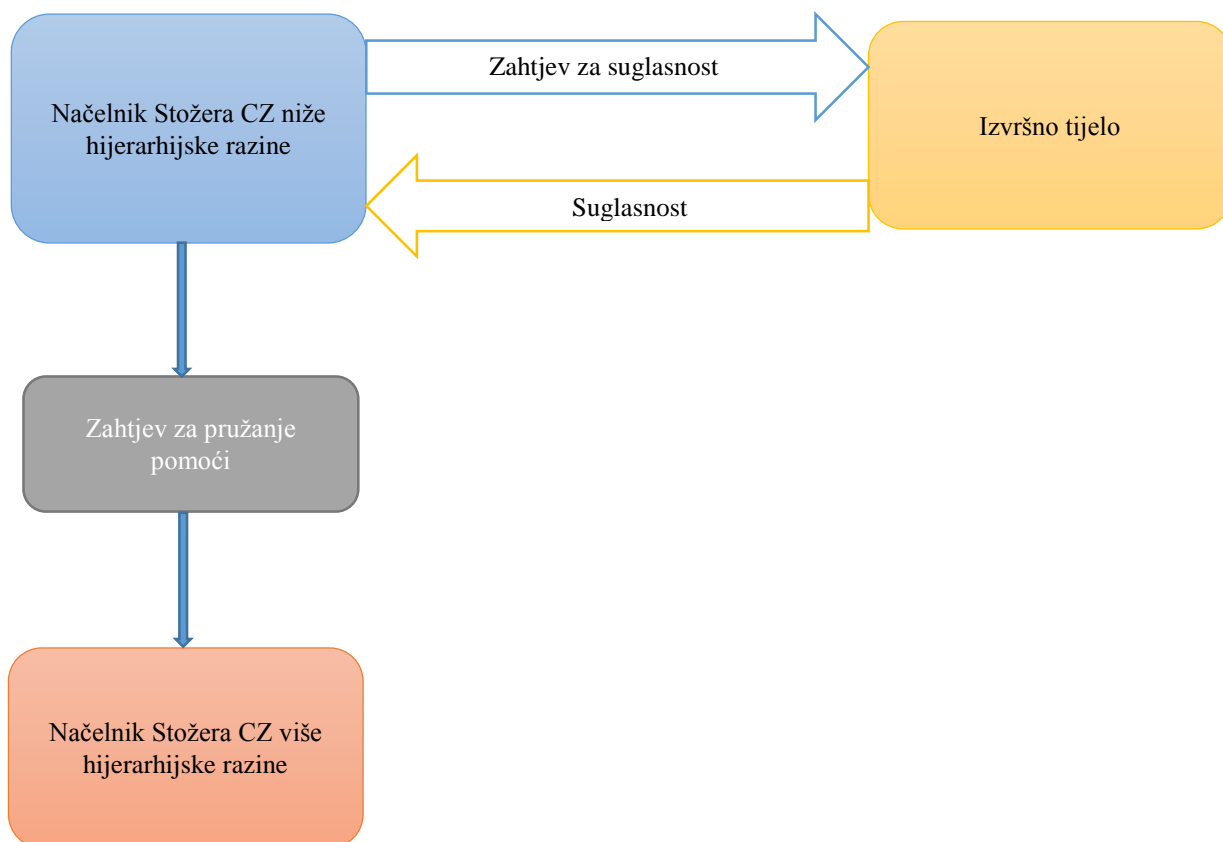 Načelnik Stožera CZ niže
hijerarhijske razine
Zahtjev za suglasnost
Izvršno tijelo
Suglasnost
Zahtjev za pružanje
pomoći
Načelnik Stožera CZ više
hijerarhijske razine